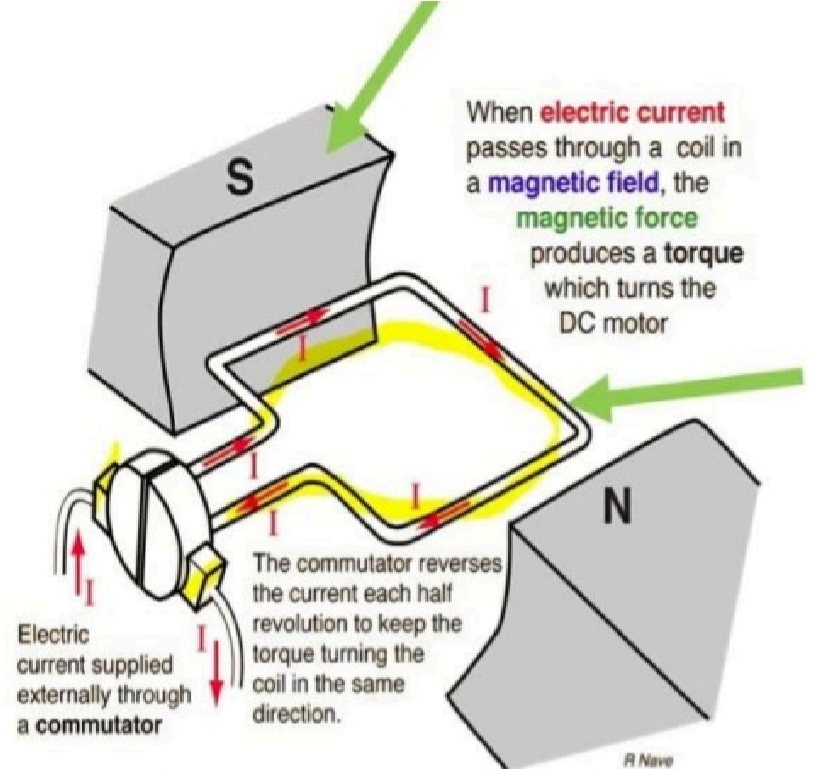 S
When electric current
passes through a coil in
a magnetic field, the
magnetic force
produces a torque
which turns the
DC motor
I
I
I
I
I
N
The commutator reverses
the current each half
revolution to keep the
torque turning the
coil in the same
direction.
I
I
Electric
current supplied
externally through
a commutator
R Nave